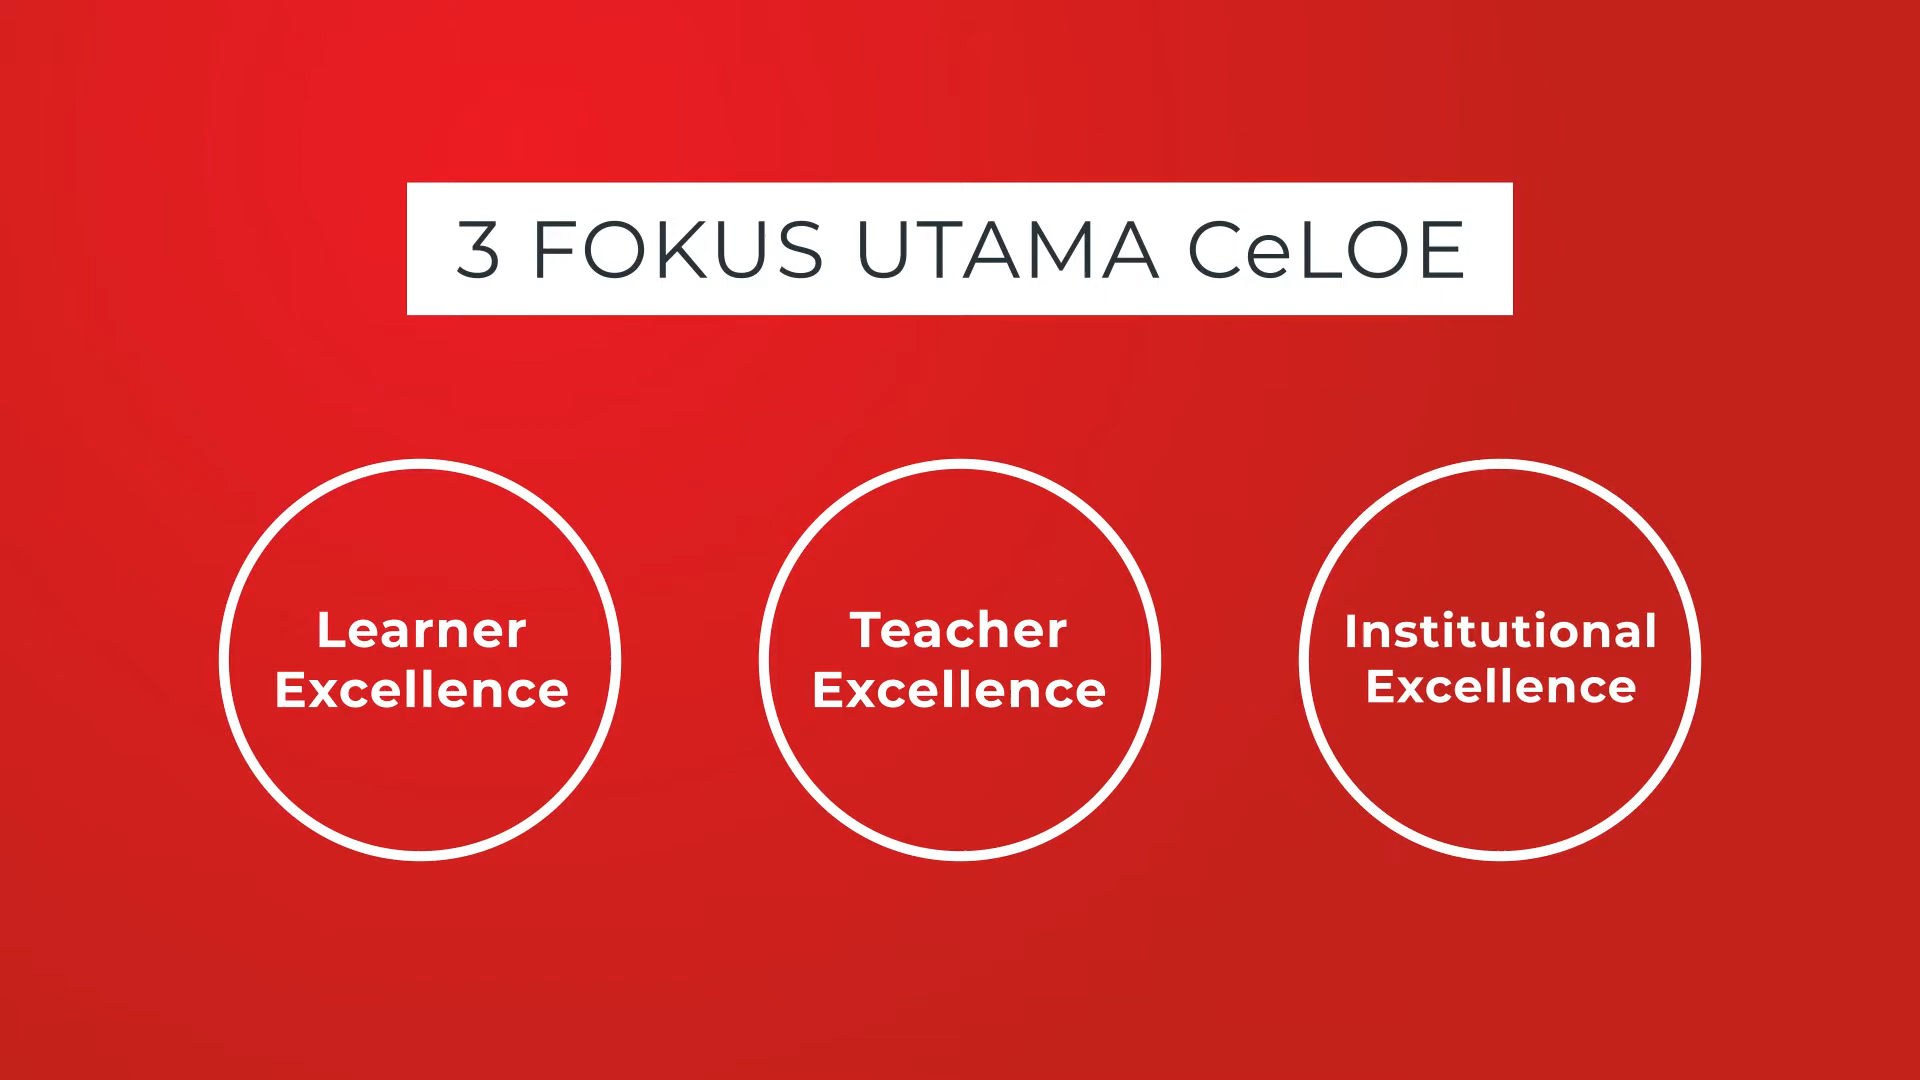 3 FOKUS UTAMA CeLOE
Learner
Excellence
Teacher
Excellence
Institutional
Excellence